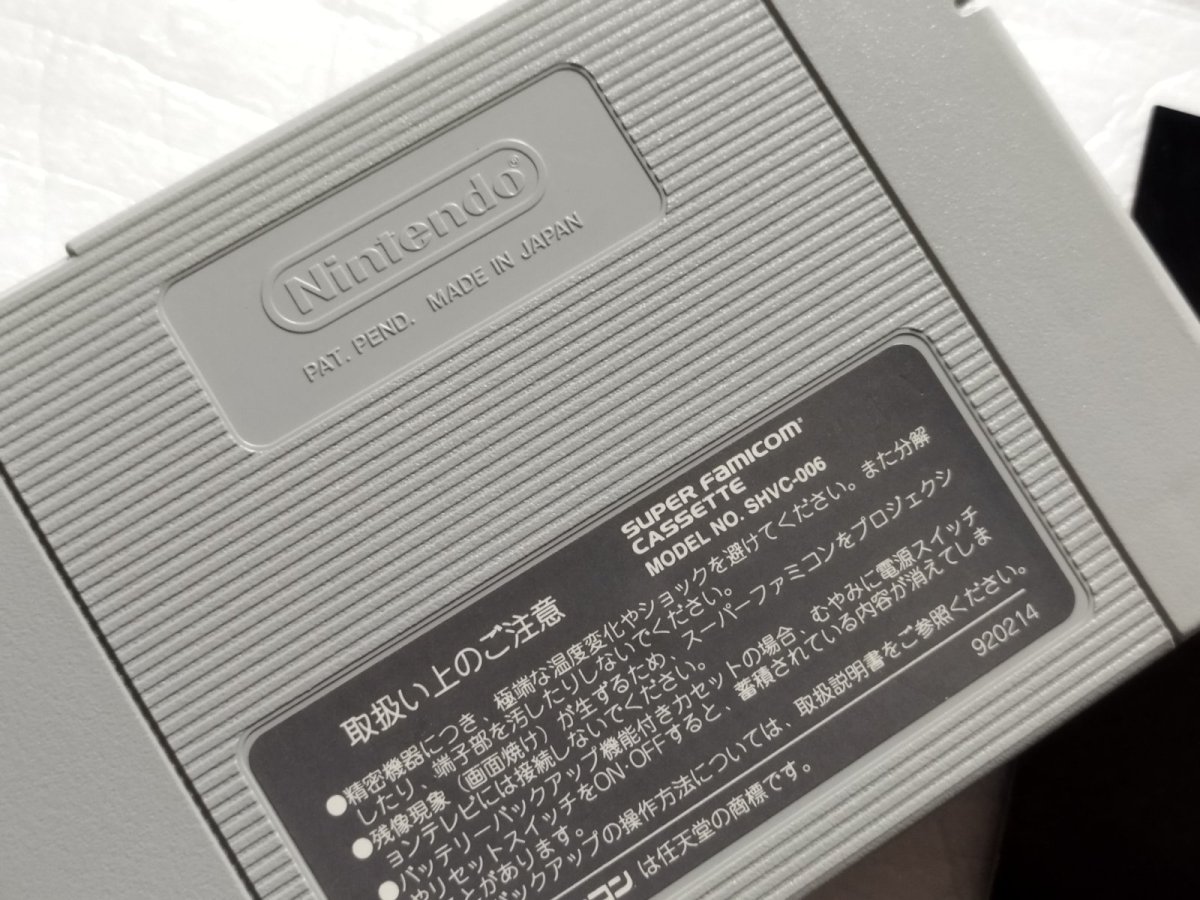 Nintendo®
PAT. PEND. MADE IN JAPAN
SUPER FAMICOM
CASSETTE
MODEL NO. SHVC-006
取扱い上のご注意
●精密機器につき、極端な温度変化やショックを避けてください。また分解
したり、端子部を汚したりしないでください。
●残像現象（画面焼け）が生ずるため、スーパーファミコンをプロジェクシ
ョンテレビには接続しないでください。
●バッテリーバックアップ機能付きカセットの場合、むやみに電源スイッチ
やリセットスイッチをON・OFFすると、蓄積されている内容が消えてしま
ことがあります。
バックアップの操作方法については、取扱説明書をご参照ください。
920214
コン は任天堂の商標です。